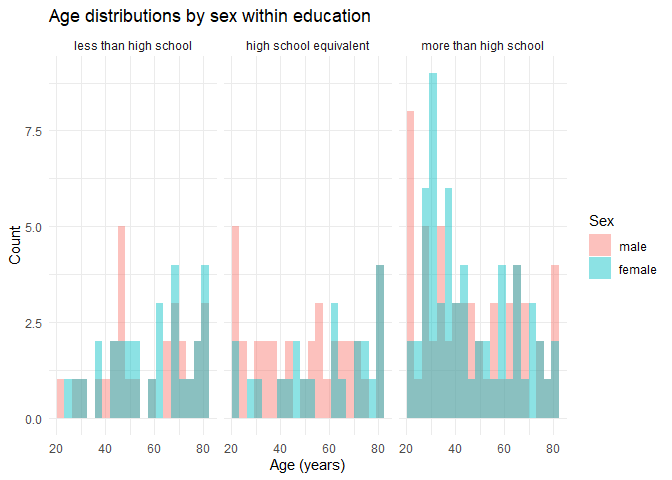 Age distributions by sex within education
less than high school
high school equivalent
more than high school
7.5
5.0
2.5
0.0
Count
20 40 60 80
20 40 60 80
20 40 60 80
Age (years)
Sex
male
female